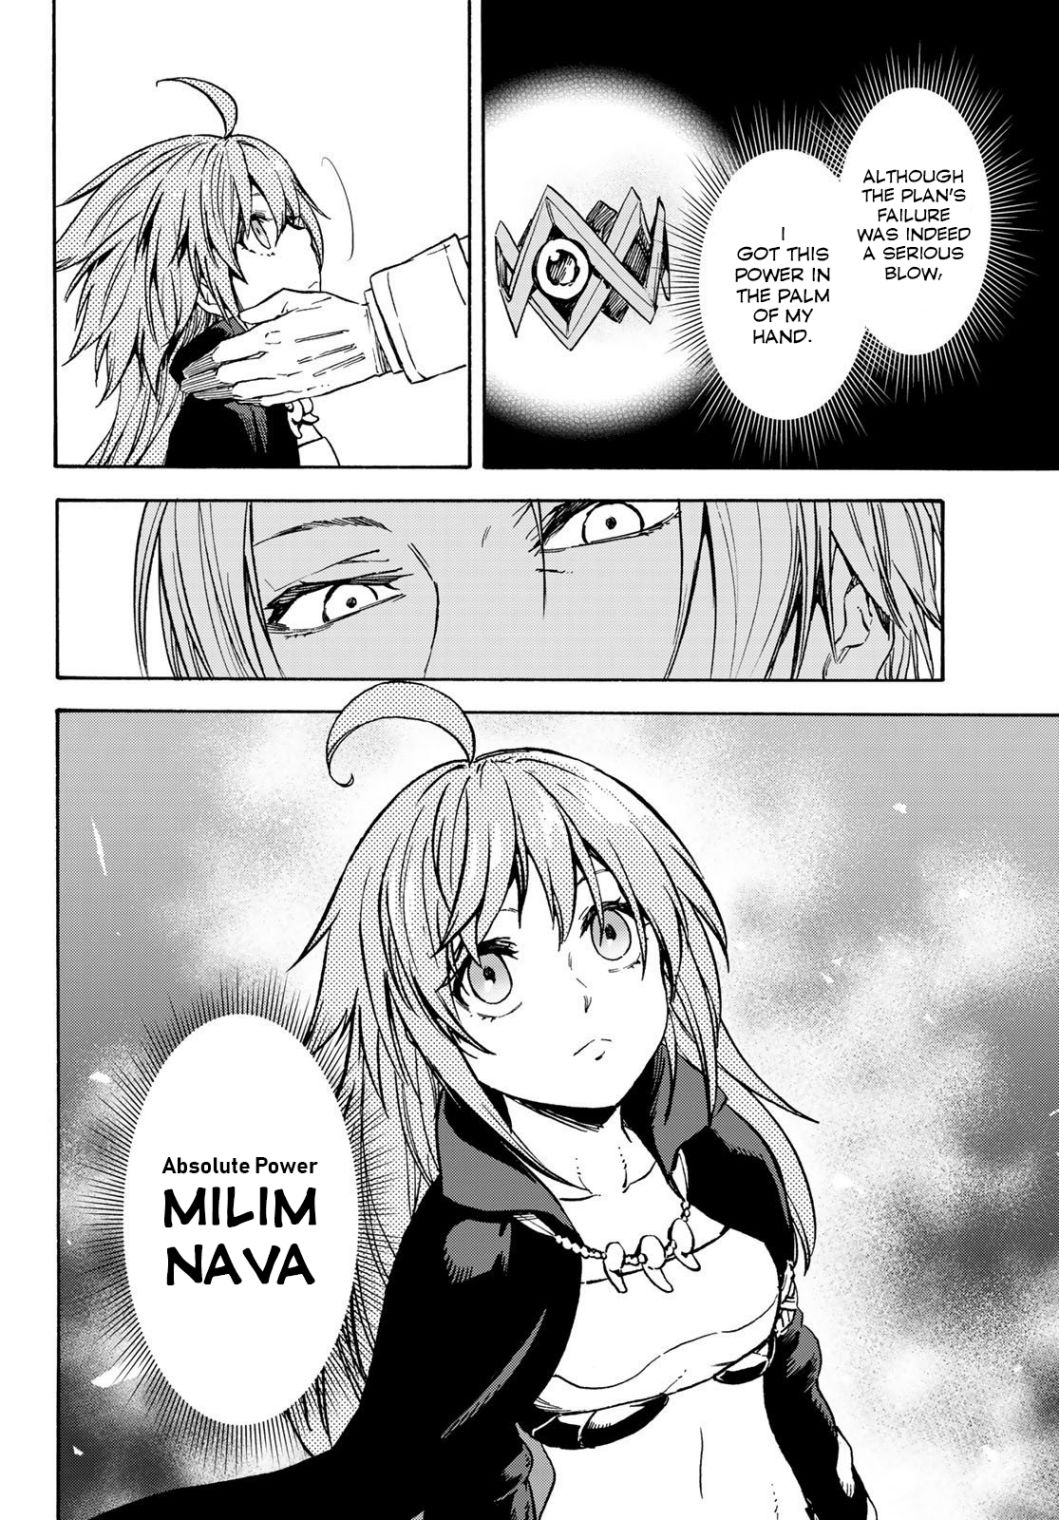 ALTHOUGH
THE PLAN'S
FAILURE
WAS INDEED
A SERIOUS
BLOW,
I
GOT THIS
POWER IN
THE PALM
OF MY
HAND.
Absolute Power
MILIM
NAVA